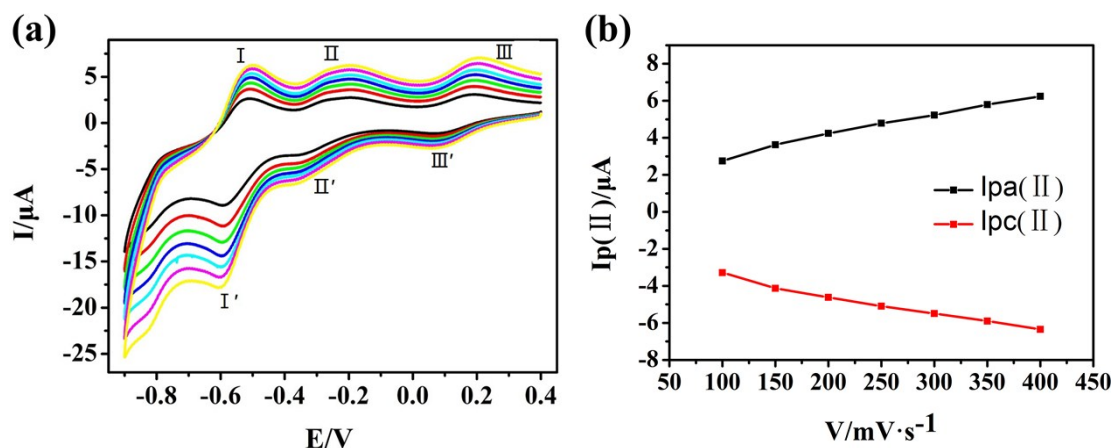 (a)
I
II
III
5
0
-5
-10
-15
-20
-25
I/μA
III′
II′
I′
-0.8
-0.6
-0.4
-0.2
0.0
0.2
0.4
E/V
(b)
8
6
4
2
0
-2
-4
-6
-8
Ip(II)/μA
Ipa(II)
Ipc(II)
50
100
150
200
250
300
350
400
450
V/mV·s⁻¹